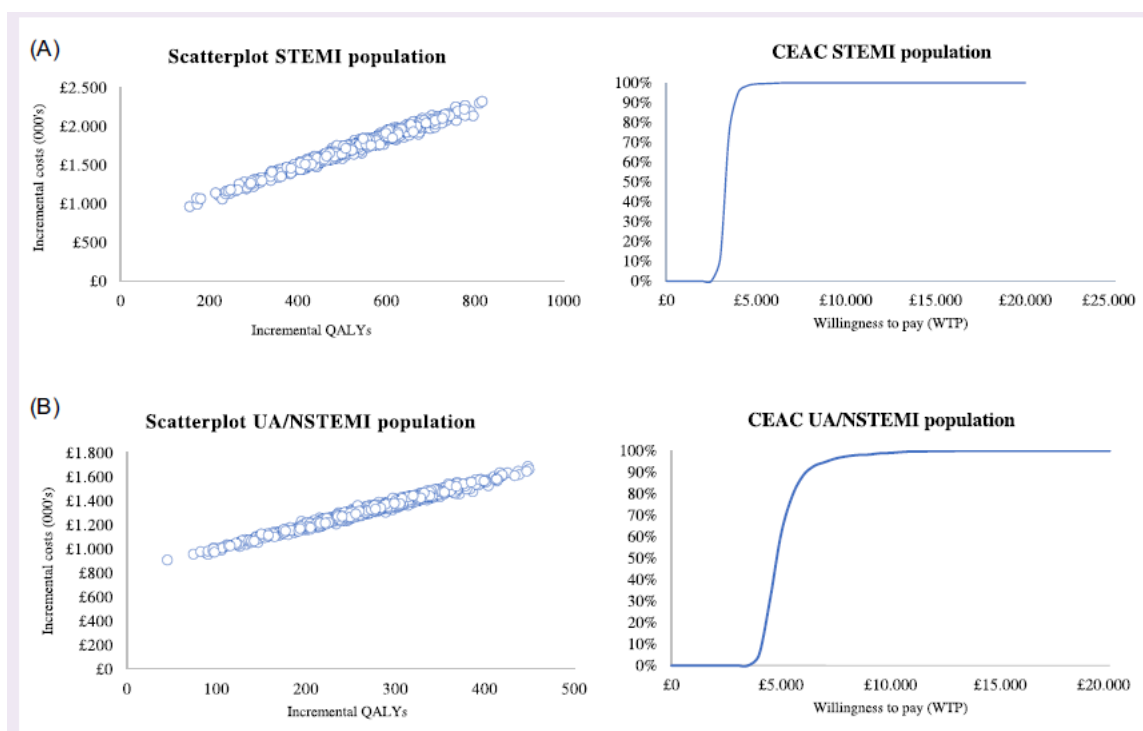 (A)
Scatterplot STEMI population
£2.500
£2.000
£1.500
£1.000
£500
£0
Incremental costs (000's)
0 200 400 600 800 1000
Incremental QALYs
CEAC STEMI population
100%
90%
80%
70%
60%
50%
40%
30%
20%
10%
0%
£0 £5.000 £10.000 £15.000 £20.000 £25.000
Willingness to pay (WTP)
(B)
Scatterplot UA/NSTEMI population
£1.800
£1.600
£1.400
£1.200
£1.000
£800
£600
£400
£200
£0
Incremental costs (000's)
0 100 200 300 400 500
Incremental QALYs
CEAC UA/NSTEMI population
100%
90%
80%
70%
60%
50%
40%
30%
20%
10%
0%
£0 £5.000 £10.000 £15.000 £20.000
Willingness to pay (WTP)